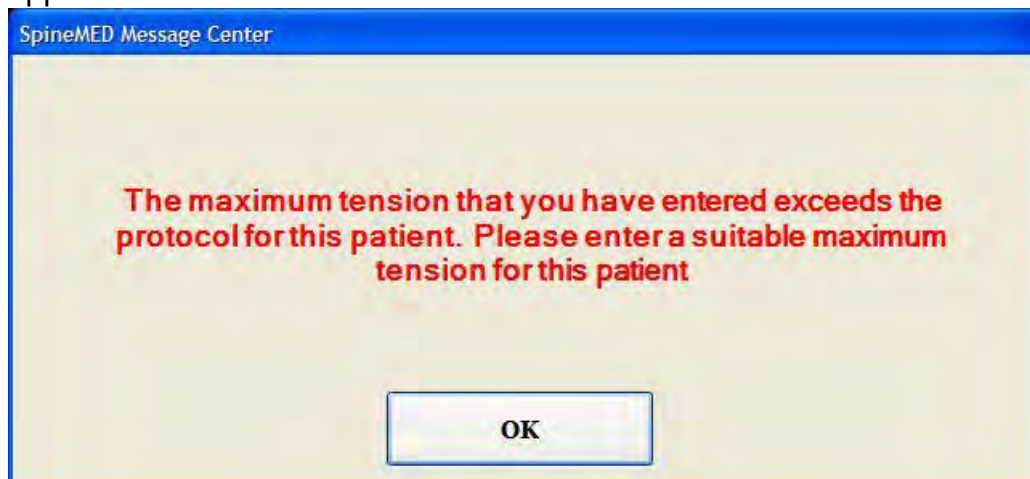 SpineMED Message Center
The maximum tension that you have entered exceeds the
protocol for this patient. Please enter a suitable maximum
tension for this patient
OK